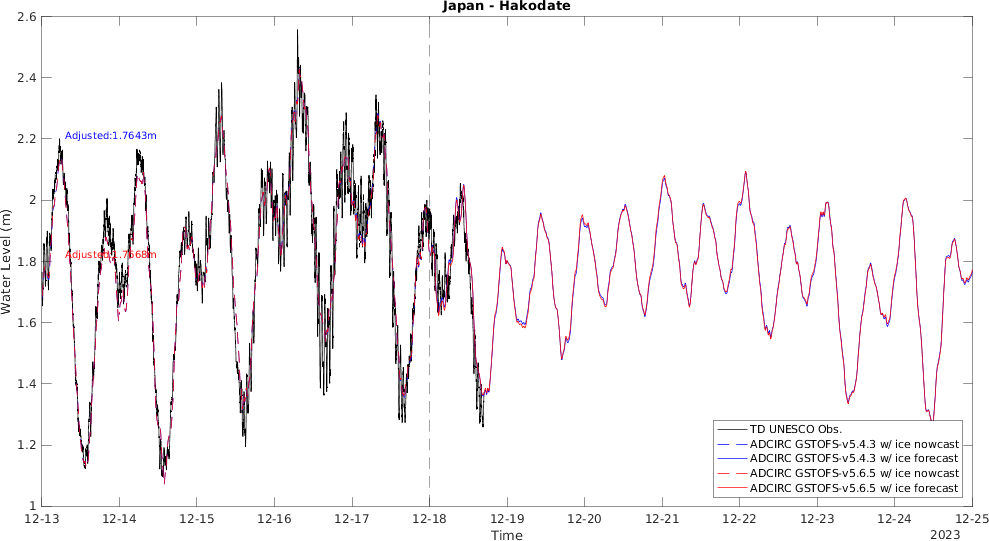 Japan - Hakodate
2.6
2.4
2.2
2
1.8
1.6
1.4
1.2
1
Water Level (m)
Adjusted:1.7643m
Adjusted:1.7668m
TD UNESCO Obs.
ADCIRC GSTOFS-v5.4.3 w/ ice nowcast
ADCIRC GSTOFS-v5.4.3 w/ ice forecast
ADCIRC GSTOFS-v5.6.5 w/ ice nowcast
ADCIRC GSTOFS-v5.6.5 w/ ice forecast
12-13 12-14 12-15 12-16 12-17 12-18 12-19 12-20 12-21 12-22 12-23 12-24 12-25
Time
2023